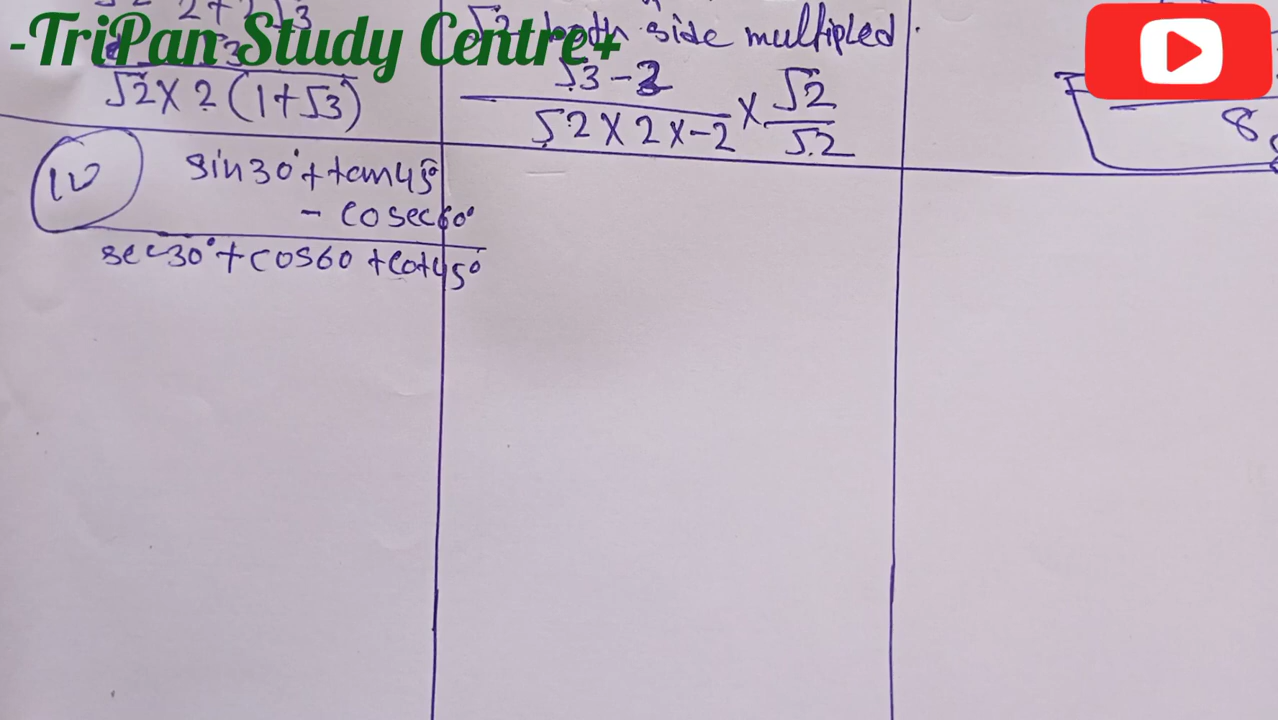 -TriPan Study Centre+
√2 × 2 (1+√3)
√2 both side multipled.
√3 - 2
√2 × 2 × -2 × √2
√2
8
iv
sin30° + tan45°
- cosec60°
sec30° + cos60 + cot45°